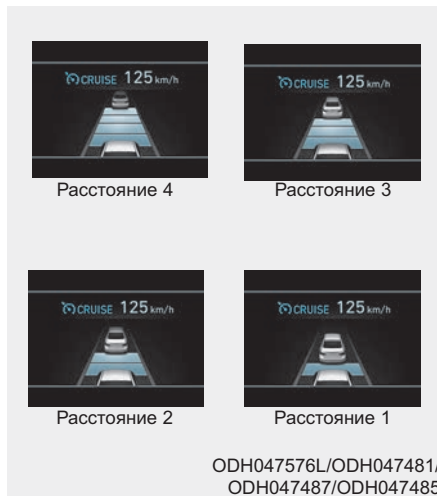 CRUISE 125 km/h
Расстояние 4
CRUISE 125 km/h
Расстояние 3
CRUISE 125 km/h
Расстояние 2
CRUISE 125 km/h
Расстояние 1
ODH047576L/ODH047481/
ODH047487/ODH047485